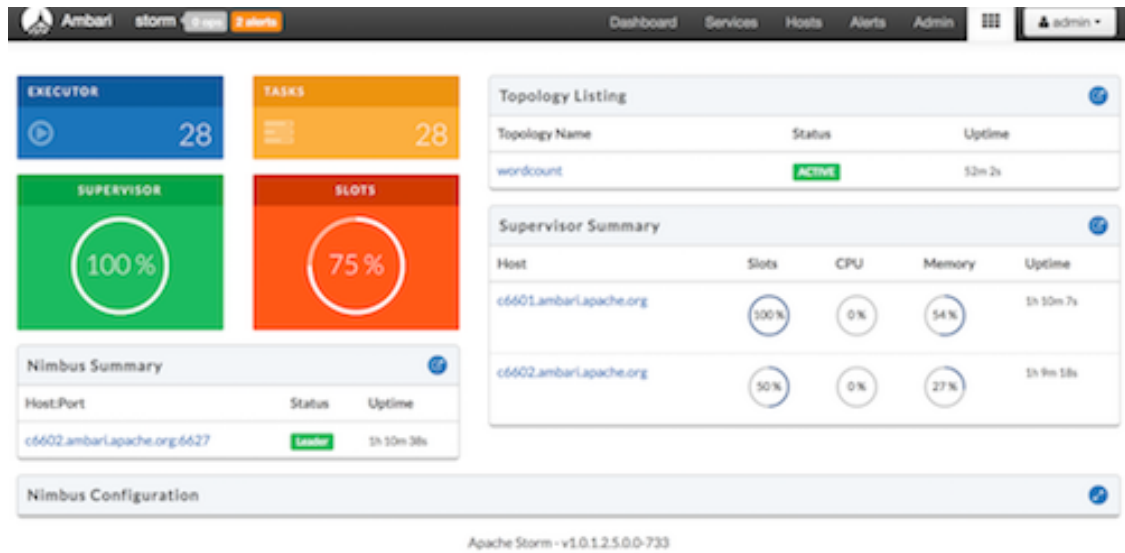 Ambari storm 0 ops 2 alerts Dashboard Services Hosts Alerts Admin admin
EXECUTOR
28
TASKS
28
SUPERVISOR
100 %
SLOTS
75 %
Nimbus Summary
Host:Port Status Uptime
c6602.ambari.apache.org:6627 Leader 1h 10m 38s
Topology Listing
Topology Name Status Uptime
wordcount ACTIVE 52m 2s
Supervisor Summary
Host Slots CPU Memory Uptime
c6601.ambari.apache.org 100 % 0 % 54 % 1h 10m 7s
c6602.ambari.apache.org 50 % 0 % 27 % 1h 9m 18s
Nimbus Configuration
Apache Storm - v1.0.1.2.5.0.0-733